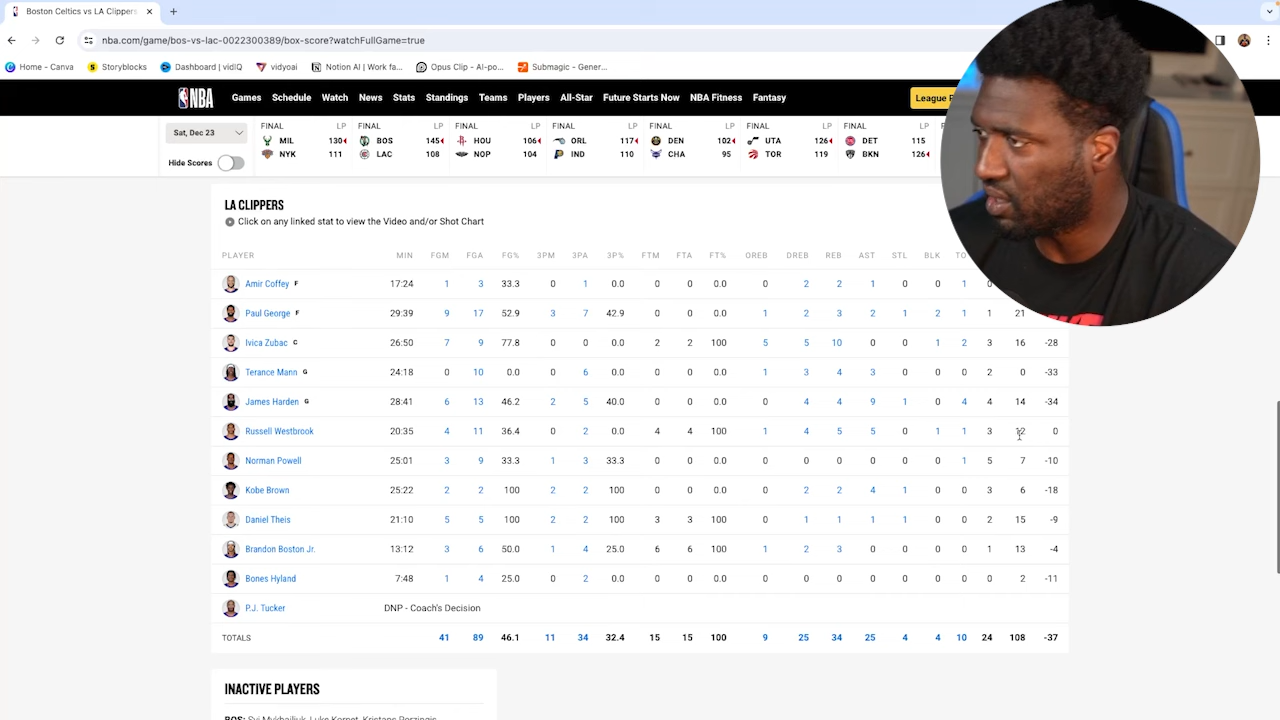 Boston Celtics vs LA Clippers
nba.com/game/bos-vs-lac-0022300389/box-score?watchFullGame=true
Home - Canva Storyblocks Dashboard | vidIQ vidyoai Notion AI | Work fa... Opus Clip - AI-po... Submagic - Gener...
NBA Games Schedule Watch News Stats Standings Teams Players All-Star Future Starts Now NBA Fitness Fantasy League
Sat, Dec 23
Hide Scores
FINAL LP FINAL LP FINAL LP FINAL LP FINAL LP FINAL LP FINAL
MIL 130 BOS 145 HOU 106 ORL 117 DEN 102 UTA 126 DET 115
NYK 111 LAC 108 NOP 104 IND 110 CHA 95 TOR 119 BKN 126
LA CLIPPERS
Click on any linked stat to view the Video and/or Shot Chart
PLAYER MIN FGM FGA FG% 3PM 3PA 3P% FTM FTA FT% OREB DREB REB AST STL BLK TO
Amir Coffey F 17:24 1 3 33.3 0 1 0.0 0 0 0.0 0 2 2 1 0 0 1 0
Paul George F 29:39 9 17 52.9 3 7 42.9 0 0 0.0 1 2 3 2 1 2 1 1 21
Ivica Zubac C 26:50 7 9 77.8 0 0 0.0 2 2 100 5 5 10 0 0 1 2 3 16 -28
Terance Mann G 24:18 0 10 0.0 0 6 0.0 0 0 0.0 1 3 4 3 0 0 0 2 0 -33
James Harden G 28:41 6 13 46.2 2 5 40.0 0 0 0.0 0 4 4 9 1 0 4 4 14 -34
Russell Westbrook 20:35 4 11 36.4 0 2 0.0 4 4 100 1 4 5 5 0 1 1 3 12 0
Norman Powell 25:01 3 9 33.3 1 3 33.3 0 0 0.0 0 0 0 0 0 0 1 5 7 -10
Kobe Brown 25:22 2 2 100 2 2 100 0 0 0.0 0 2 2 4 1 0 0 3 6 -18
Daniel Theis 21:10 5 5 100 2 2 100 3 3 100 0 1 1 1 1 0 0 2 15 -9
Brandon Boston Jr. 13:12 3 6 50.0 1 4 25.0 6 6 100 1 2 3 0 0 0 0 1 13 -4
Bones Hyland 7:48 1 4 25.0 0 2 0.0 0 0 0.0 0 0 0 0 0 0 0 0 2 -11
P.J. Tucker DNP - Coach's Decision
TOTALS 41 89 46.1 11 34 32.4 15 15 100 9 25 34 25 4 4 10 24 108 -37
INACTIVE PLAYERS
BOS: Svi Mykhailiuk, Luke Kornet, Kristaps Porzingis